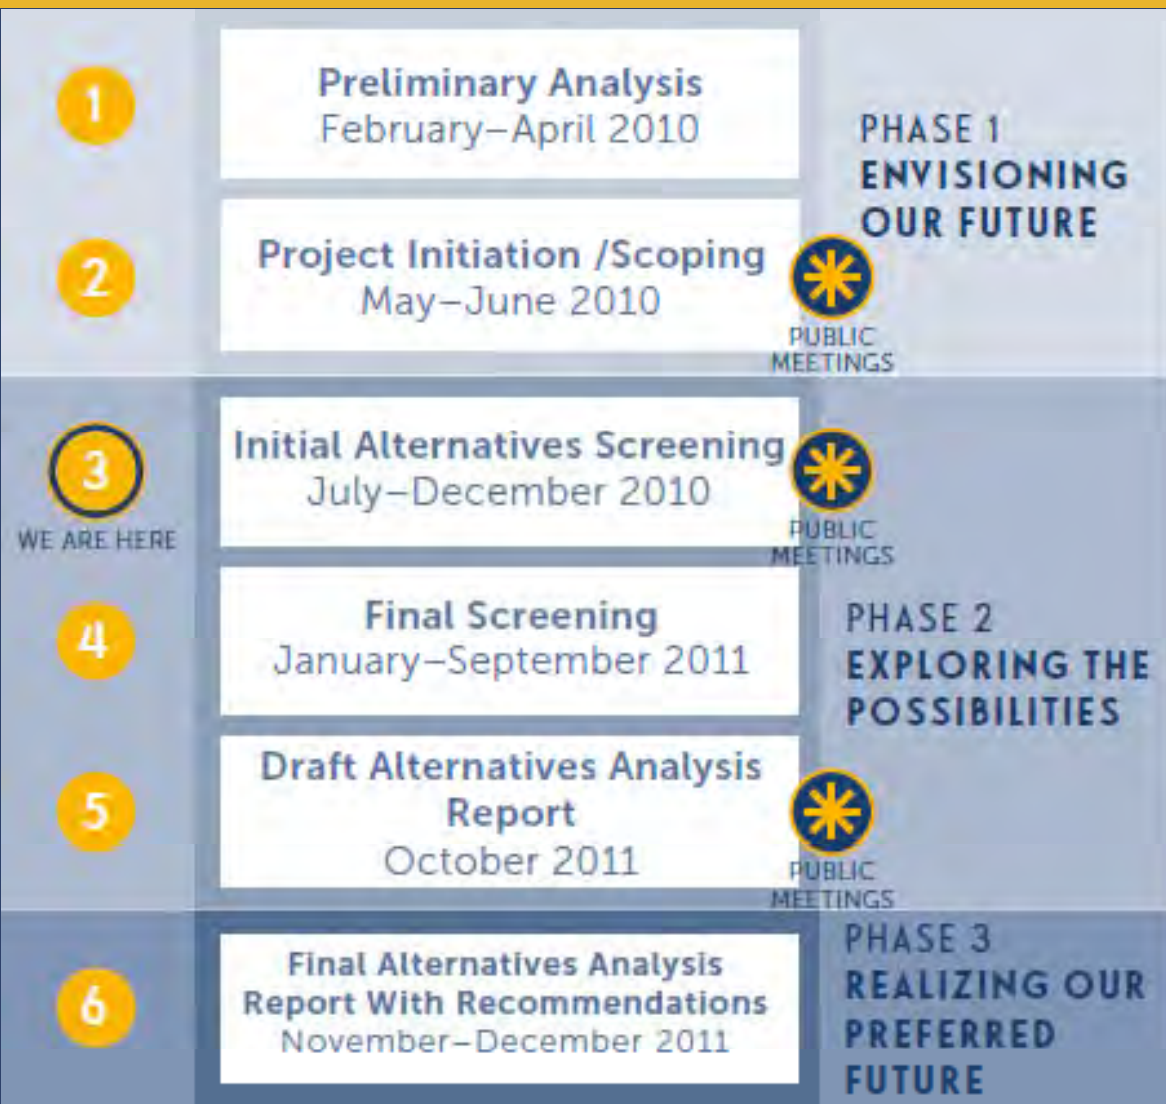 1
Preliminary Analysis
February–April 2010
PHASE 1
ENVISIONING
OUR FUTURE
2
Project Initiation /Scoping
May–June 2010
PUBLIC
MEETINGS
3
WE ARE HERE
Initial Alternatives Screening
July–December 2010
PUBLIC
MEETINGS
4
Final Screening
January–September 2011
PHASE 2
EXPLORING THE
POSSIBILITIES
5
Draft Alternatives Analysis
Report
October 2011
PUBLIC
MEETINGS
6
Final Alternatives Analysis
Report With Recommendations
November–December 2011
PHASE 3
REALIZING OUR
PREFERRED
FUTURE